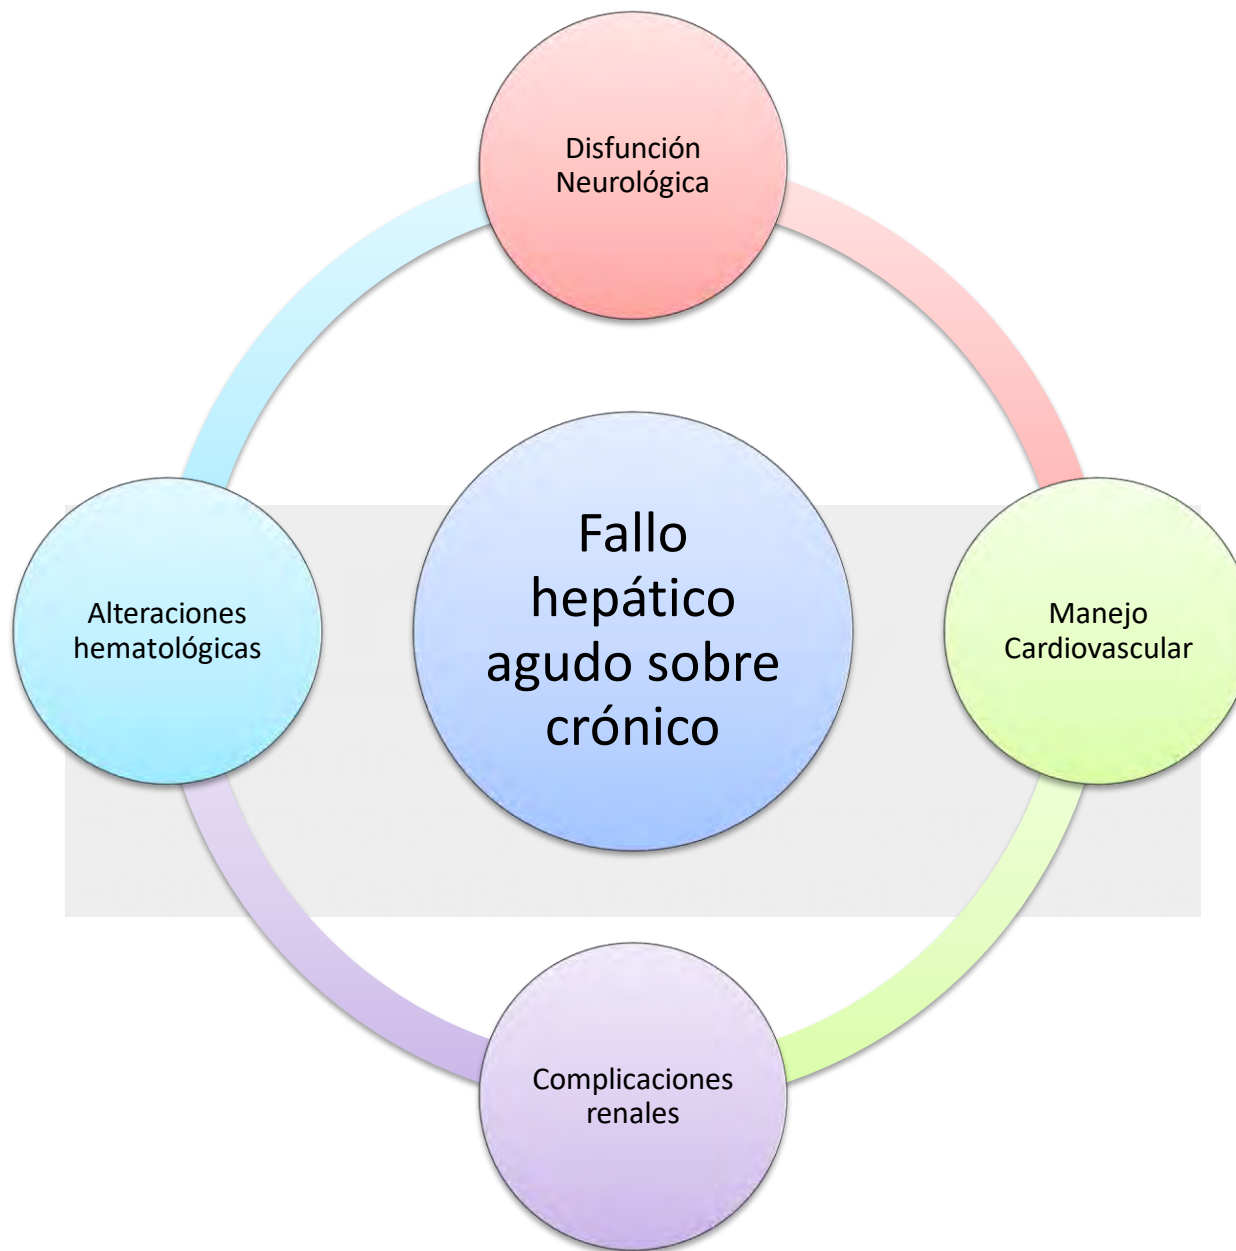 Disfunción
Neurológica
Fallo
hepático
agudo sobre
crónico
Alteraciones
hematológicas
Manejo
Cardiovascular
Complicaciones
renales